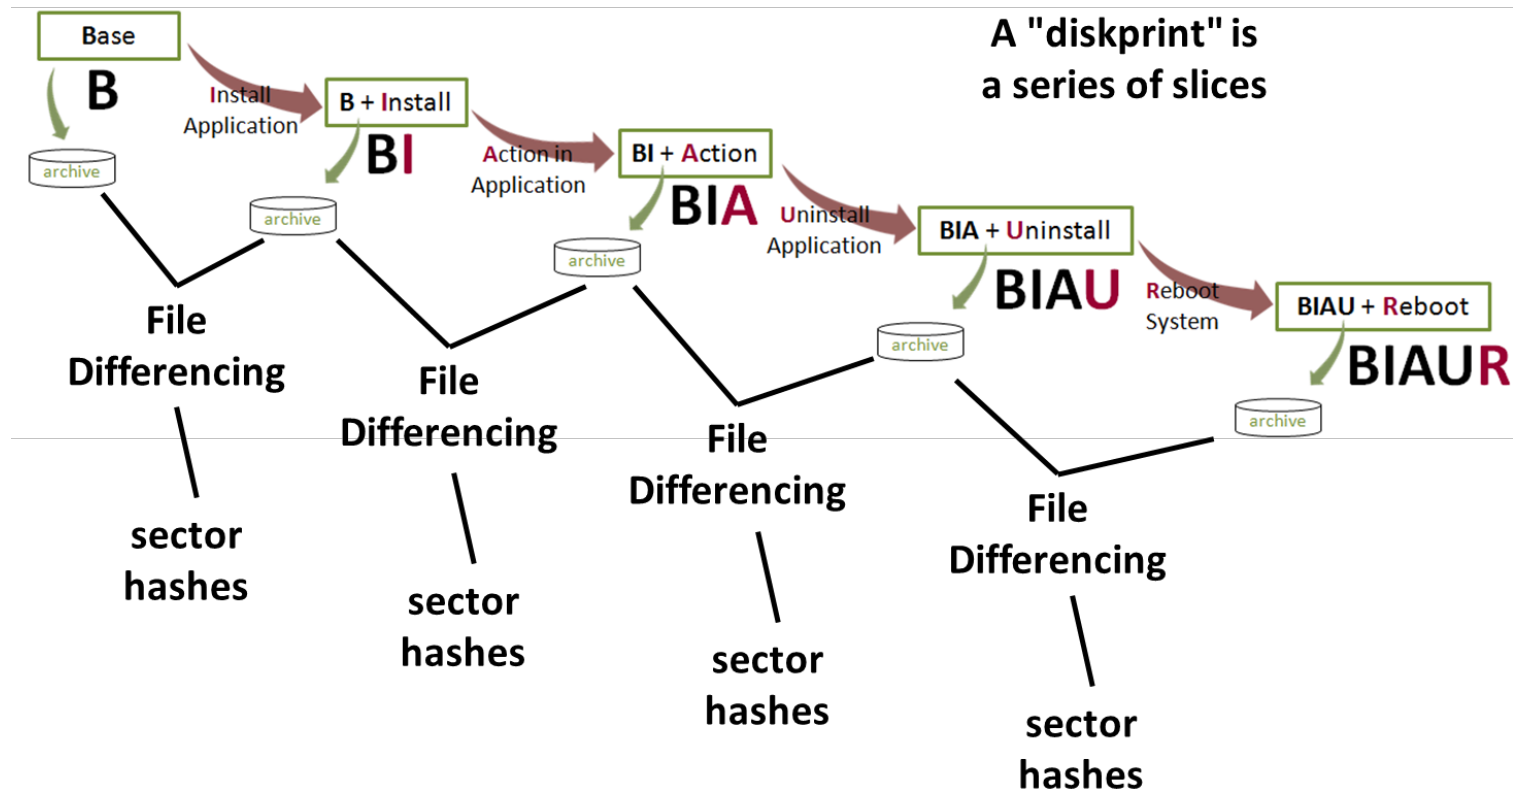 Base
B
archive
Install
Application
B + Install
BI
archive
Action in
Application
BI + Action
BIA
archive
Uninstall
Application
BIA + Uninstall
BIAU
archive
Reboot
System
BIAU + Reboot
BIAUR
archive
A "diskprint" is
a series of slices
File
Differencing
sector
hashes
File
Differencing
sector
hashes
File
Differencing
sector
hashes
File
Differencing
sector
hashes